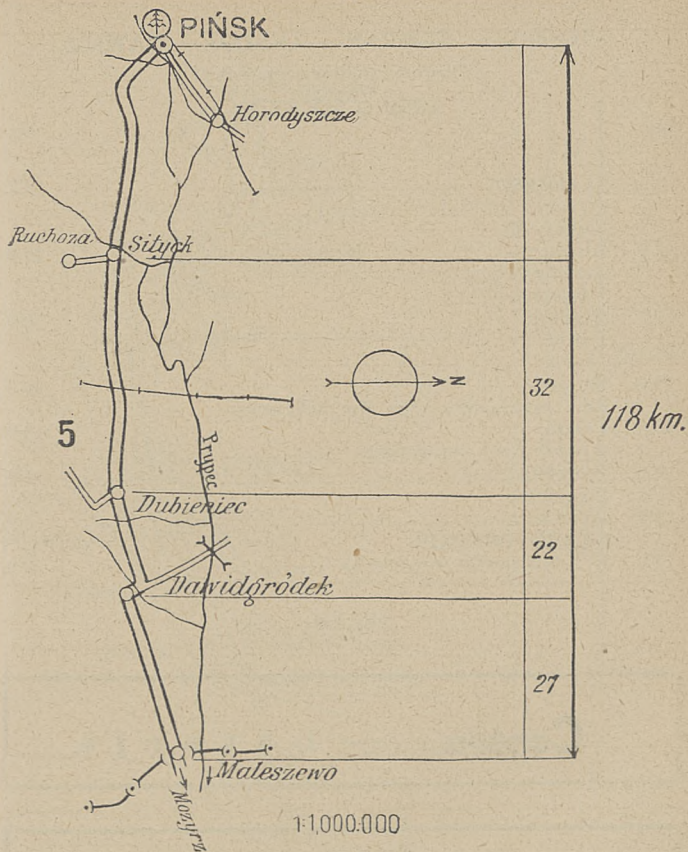 PIŃSK
Horodyszcze
Ruchoza
Sityck
N
32
118 km.
5
Prypeć
Dubieniec
22
Dawidgródek
27
Maleszewo
Mozyrz
1:1,000.000